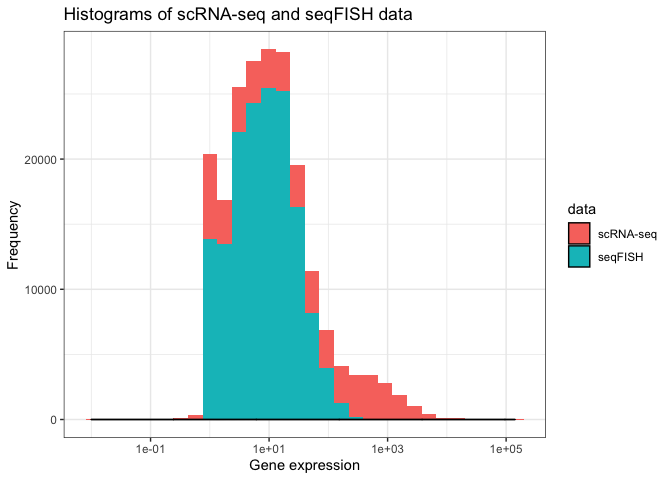 Histograms of scRNA-seq and seqFISH data
Frequency
20000
10000
0
1e-01
1e+01
1e+03
1e+05
Gene expression
data
scRNA-seq
seqFISH